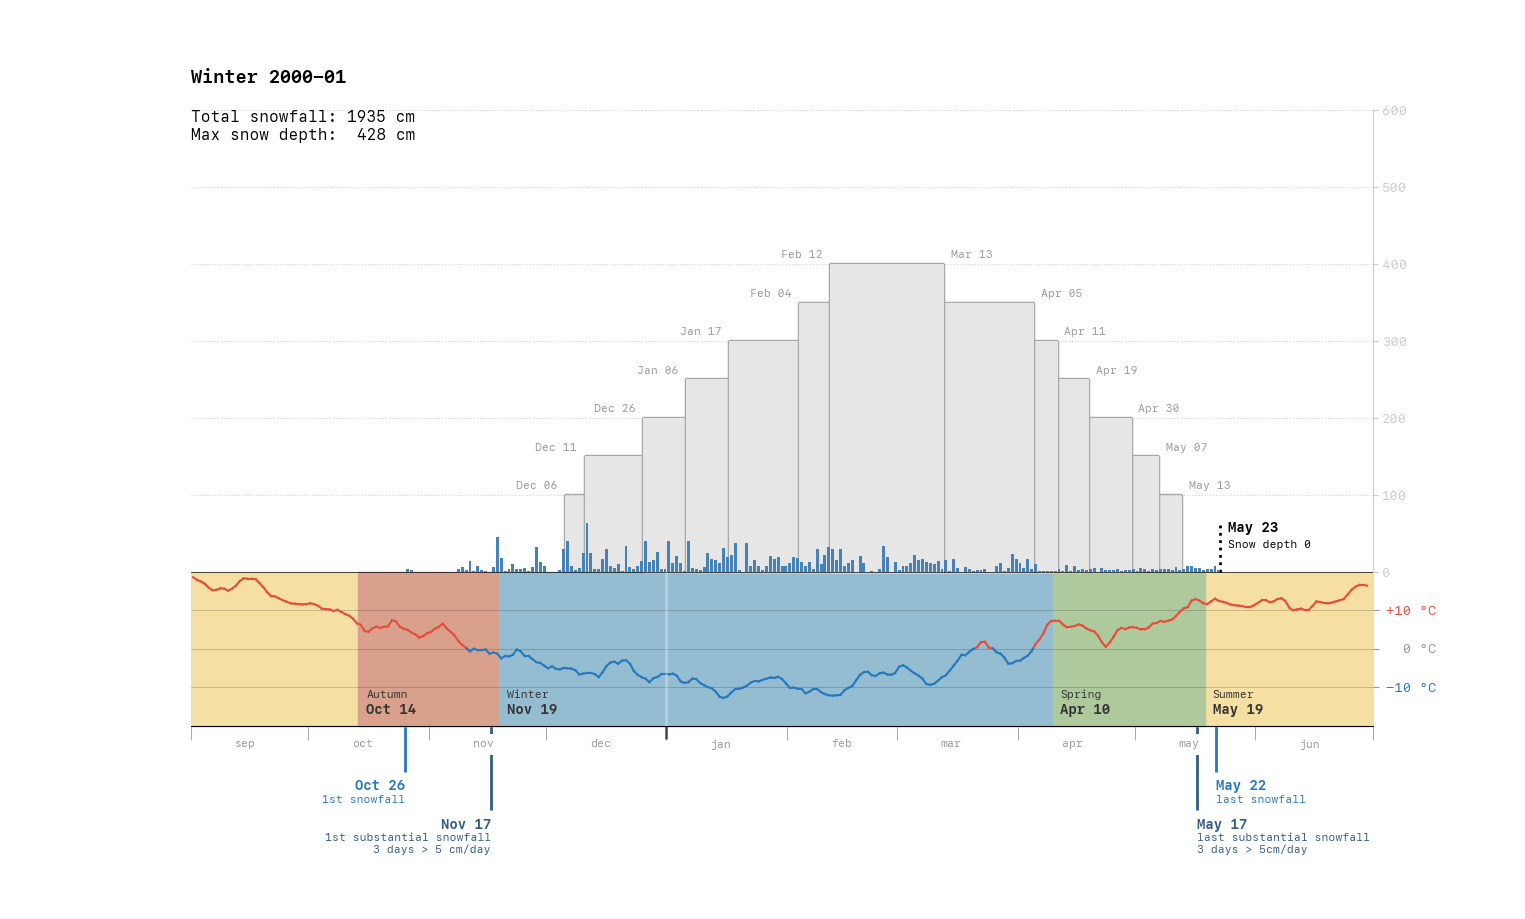 Winter 2000–01
Total snowfall: 1935 cm
Max snow depth:  428 cm
600
500
400
300
200
100
0
Feb 12
Mar 13
Feb 04
Apr 05
Jan 17
Apr 11
Jan 06
Apr 19
Dec 26
Apr 30
Dec 11
May 07
Dec 06
May 13
May 23
Snow depth 0
+10 °C
0 °C
−10 °C
Autumn
Oct 14
Winter
Nov 19
Spring
Apr 10
Summer
May 19
sep
oct
nov
dec
jan
feb
mar
apr
may
jun
Oct 26
1st snowfall
May 22
last snowfall
Nov 17
1st substantial snowfall
3 days > 5 cm/day
May 17
last substantial snowfall
3 days > 5cm/day